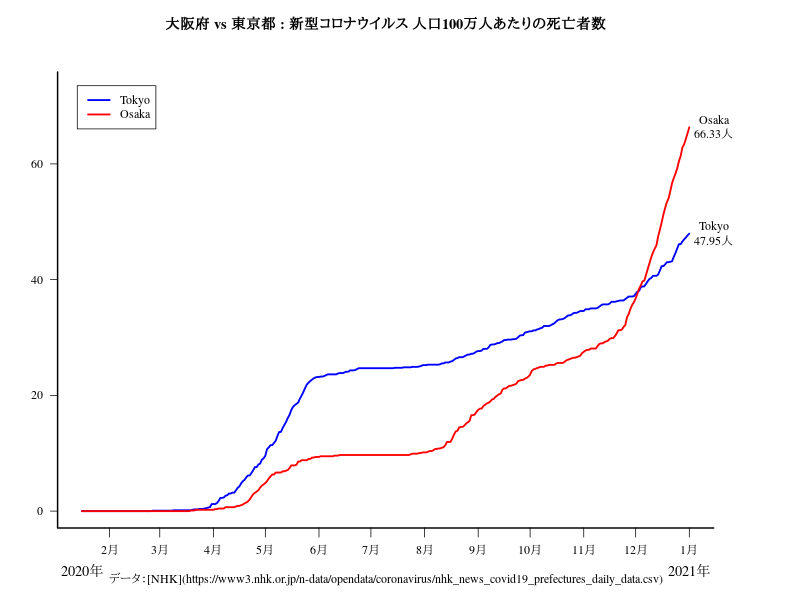 大阪府 vs 東京都 : 新型コロナウイルス 人口100万人あたりの死亡者数
Tokyo
Osaka
Osaka
66.33人
Tokyo
47.95人
60
40
20
0
2月 3月 4月 5月 6月 7月 8月 9月 10月 11月 12月 1月
2020年 2021年
データ：[NHK](https://www3.nhk.or.jp/n-data/opendata/coronavirus/nhk_news_covid19_prefectures_daily_data.csv)